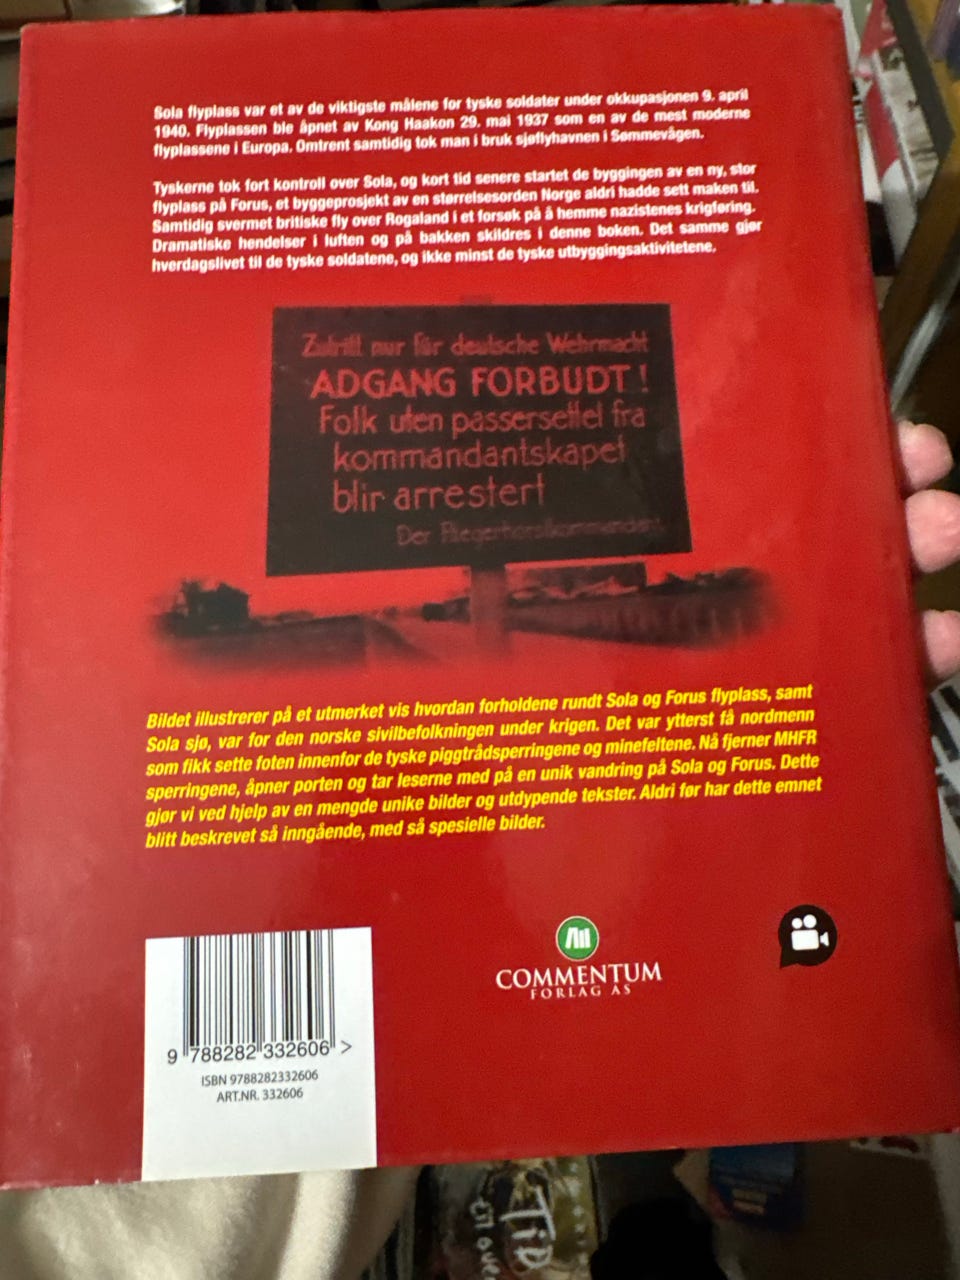 Sola flyplass var et av de viktigste målene for tyske soldater under okkupasjonen 9. april
1940. Flyplassen ble åpnet av Kong Haakon 29. mai 1937 som en av de mest moderne
flyplassene i Europa. Omtrent samtidig tok man i bruk sjøflyhavnen i Sømmevågen.
Tyskerne tok fort kontroll over Sola, og kort tid senere startet de byggingen av en ny, stor
flyplass på Forus, et byggeprosjekt av en størrelsesorden Norge aldri hadde sett maken til.
Samtidig svermet britiske fly over Rogaland i et forsøk på å hemme nazistenes krigføring.
Dramatiske hendelser i luften og på bakken skildres i denne boken. Det samme gjør
hverdagslivet til de tyske soldatene, og ikke minst de tyske utbyggingsaktivitetene.
Zutritt nur für deutsche Wehrmacht
ADGANG FORBUDT!
Folk uten passersettel fra
kommandantskapet
blir arrestert
Der Fliegerhorstkommandant
Bildet illustrerer på et utmerket vis hvordan forholdene rundt Sola og Forus flyplass, samt
Sola sjø, var for den norske sivilbefolkningen under krigen. Det var ytterst få nordmenn
som fikk sette foten innenfor de tyske piggtrådsperringene og minefeltene. Nå fjerner MHFR
sperringene, åpner porten og tar leserne med på en unik vandring på Sola og Forus. Dette
gjør vi ved hjelp av en mengde unike bilder og utdypende tekster. Aldri før har dette emnet
blitt beskrevet så inngående, med så spesielle bilder.
COMMENTUM
FORLAG AS
9 788282 332606 >
ISBN 9788282332606
ART.NR. 332606
TiD